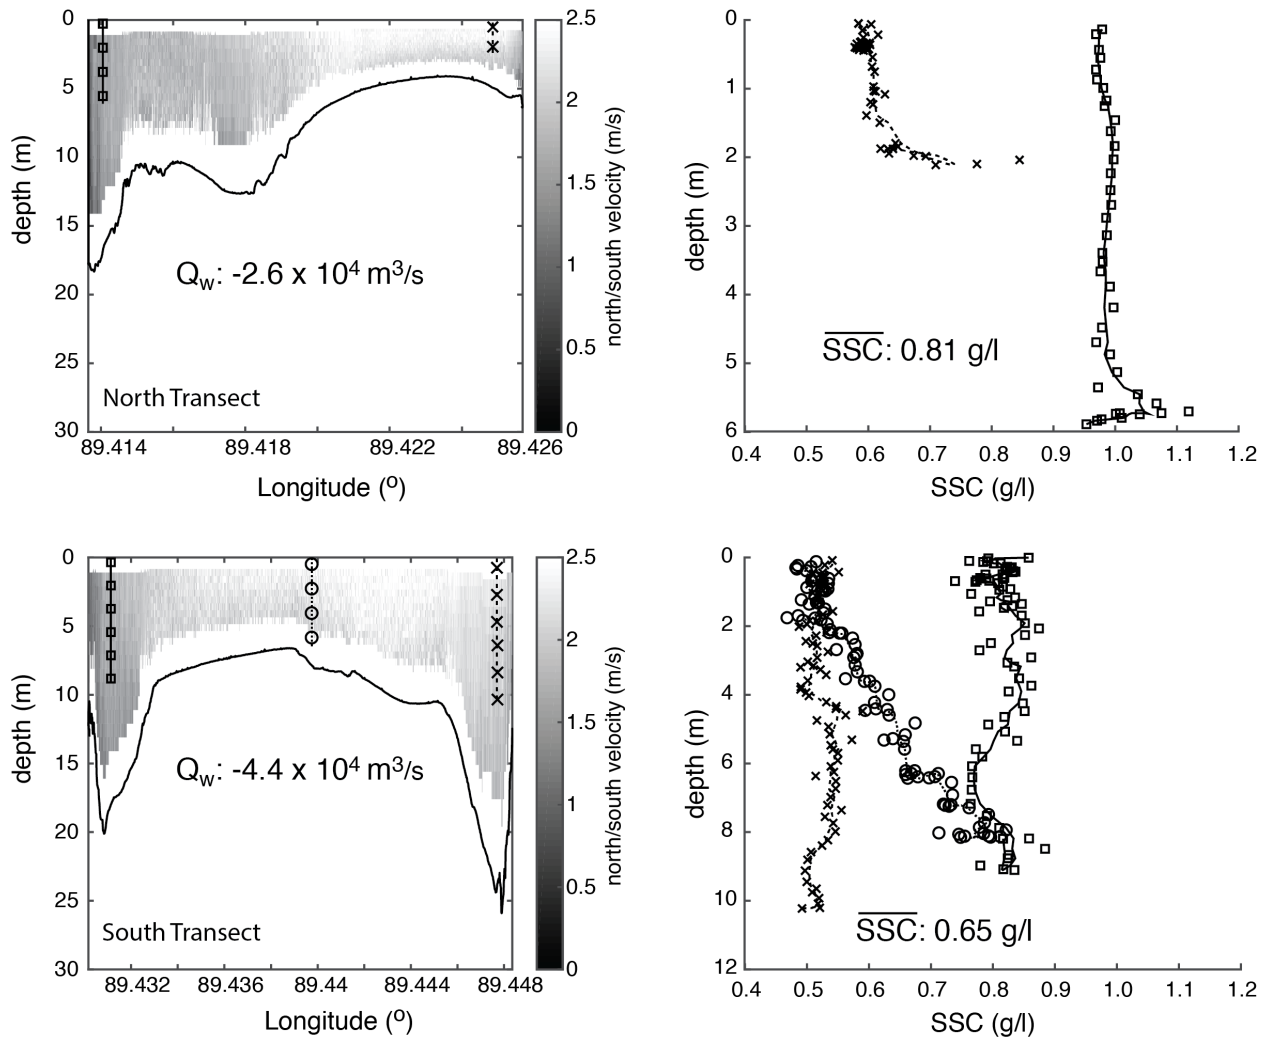 0
5
10
15
20
25
30
depth (m)
89.414 89.418 89.422 89.426
Longitude (º)
Q_w: -2.6 x 10⁴ m³/s
North Transect
2.5
2
1.5
1
0.5
0
north/south velocity (m/s)
0
1
2
3
4
5
6
depth (m)
0.4 0.5 0.6 0.7 0.8 0.9 1.0 1.1 1.2
SSC (g/l)
SSC: 0.81 g/l
0
5
10
15
20
25
30
depth (m)
89.432 89.436 89.44 89.444 89.448
Longitude (º)
Q_w: -4.4 x 10⁴ m³/s
South Transect
2.5
2
1.5
1
0.5
0
north/south velocity (m/s)
0
2
4
6
8
10
12
depth (m)
0.4 0.5 0.6 0.7 0.8 0.9 1.0 1.1 1.2
SSC (g/l)
SSC: 0.65 g/l